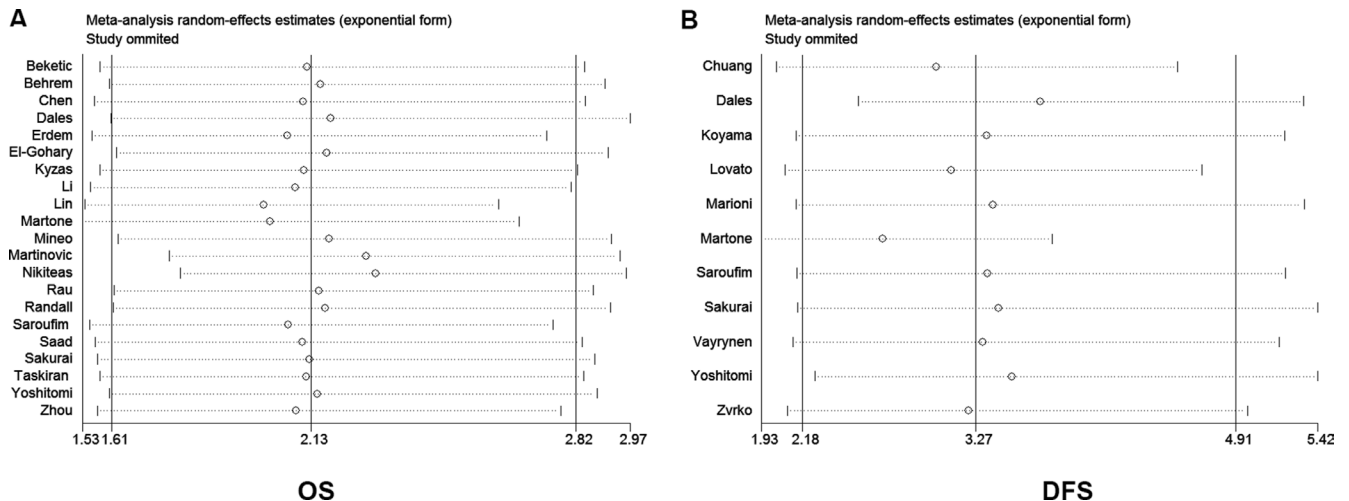 A
Meta-analysis random-effects estimates (exponential form)
Study ommited
Beketic
Behrem
Chen
Dales
Erdem
El-Gohary
Kyzas
Li
Lin
Martone
Mineo
Martinovic
Nikiteas
Rau
Randall
Saroufim
Saad
Sakurai
Taskiran
Yoshitomi
Zhou
1.53 1.61 2.13 2.82 2.97
OS
B
Meta-analysis random-effects estimates (exponential form)
Study ommited
Chuang
Dales
Koyama
Lovato
Marioni
Martone
Saroufim
Sakurai
Vayrynen
Yoshitomi
Zvrko
1.93 2.18 3.27 4.91 5.42
DFS